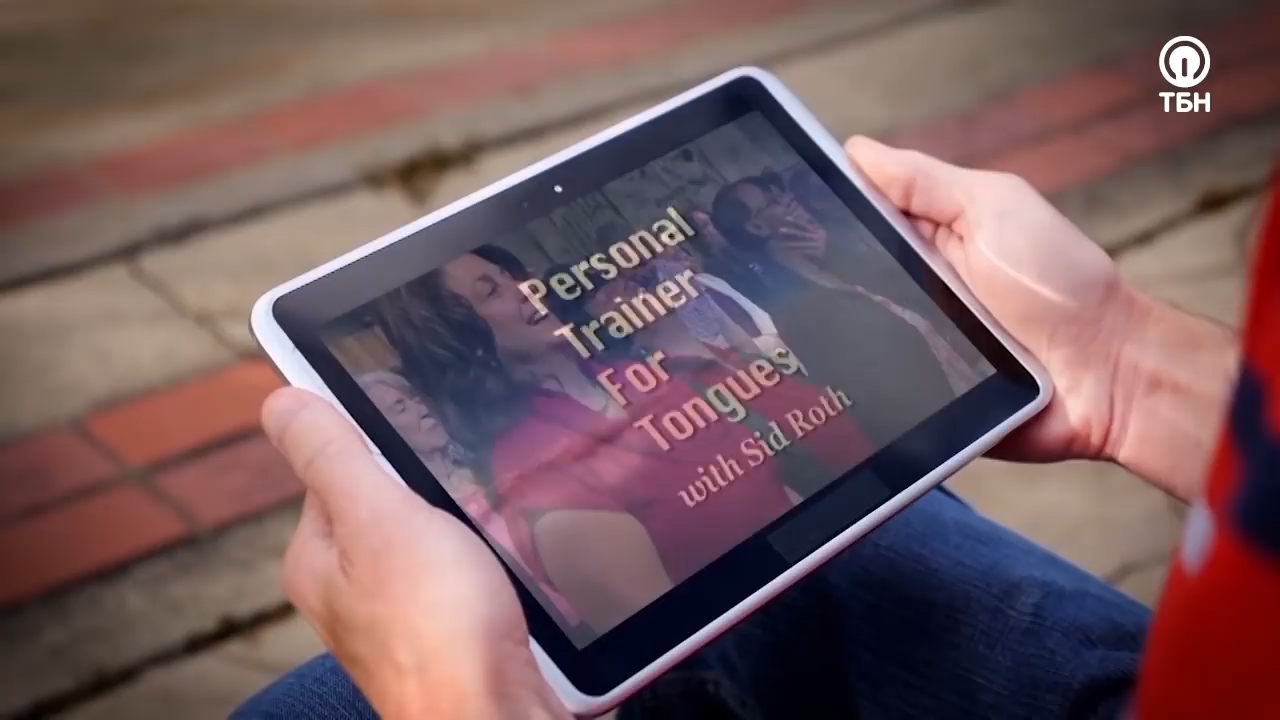 ТБН
Personal
Trainer
For
Tongues
with Sid Roth